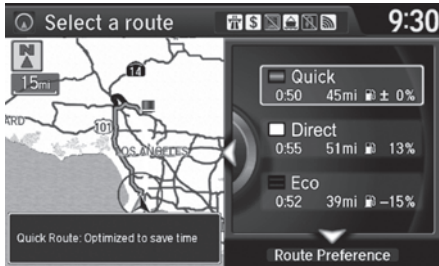 Select a route
$
9:30
N
15mi
14
101
LOS ANGELES
Quick Route: Optimized to save time
Quick
0:50 45mi ± 0%
Direct
0:55 51mi 13%
Eco
0:52 39mi –15%
Route Preference